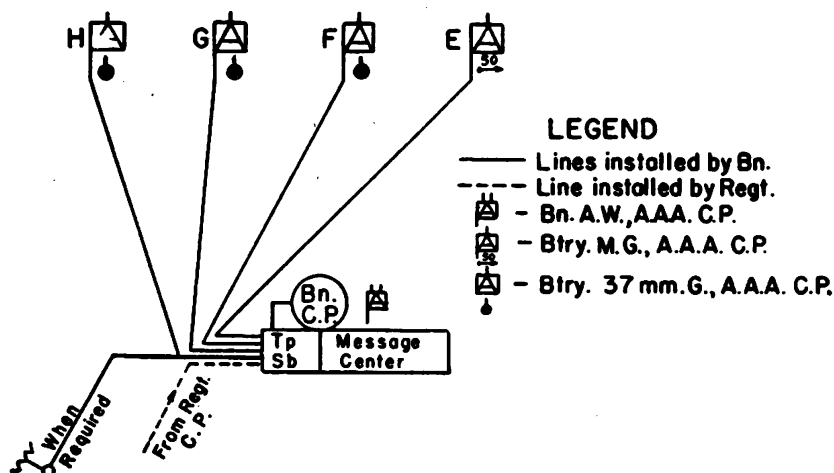 H G F E
50
LEGEND
Lines installed by Bn.
Line installed by Regt.
- Bn. A.W., A.A.A. C.P.
- Btry. M.G., A.A.A. C.P.
50
- Btry. 37 mm. G., A.A.A. C.P.
Bn.
C.P.
Tp
Sb
Message
Center
When
Required
From Regt.
C.P.